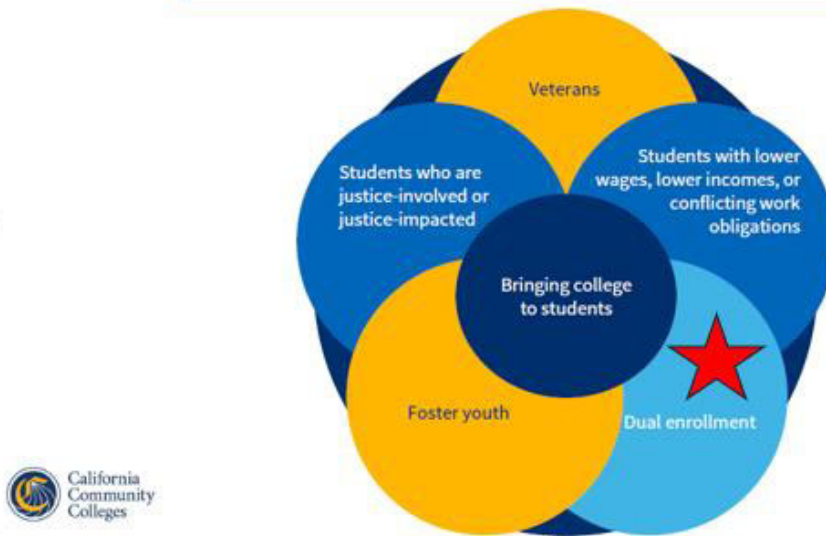 Veterans
Students who are
justice-involved or
justice-impacted
Students with lower
wages, lower incomes, or
conflicting work
obligations
Bringing college
to students
Foster youth
Dual enrollment
California
Community
Colleges